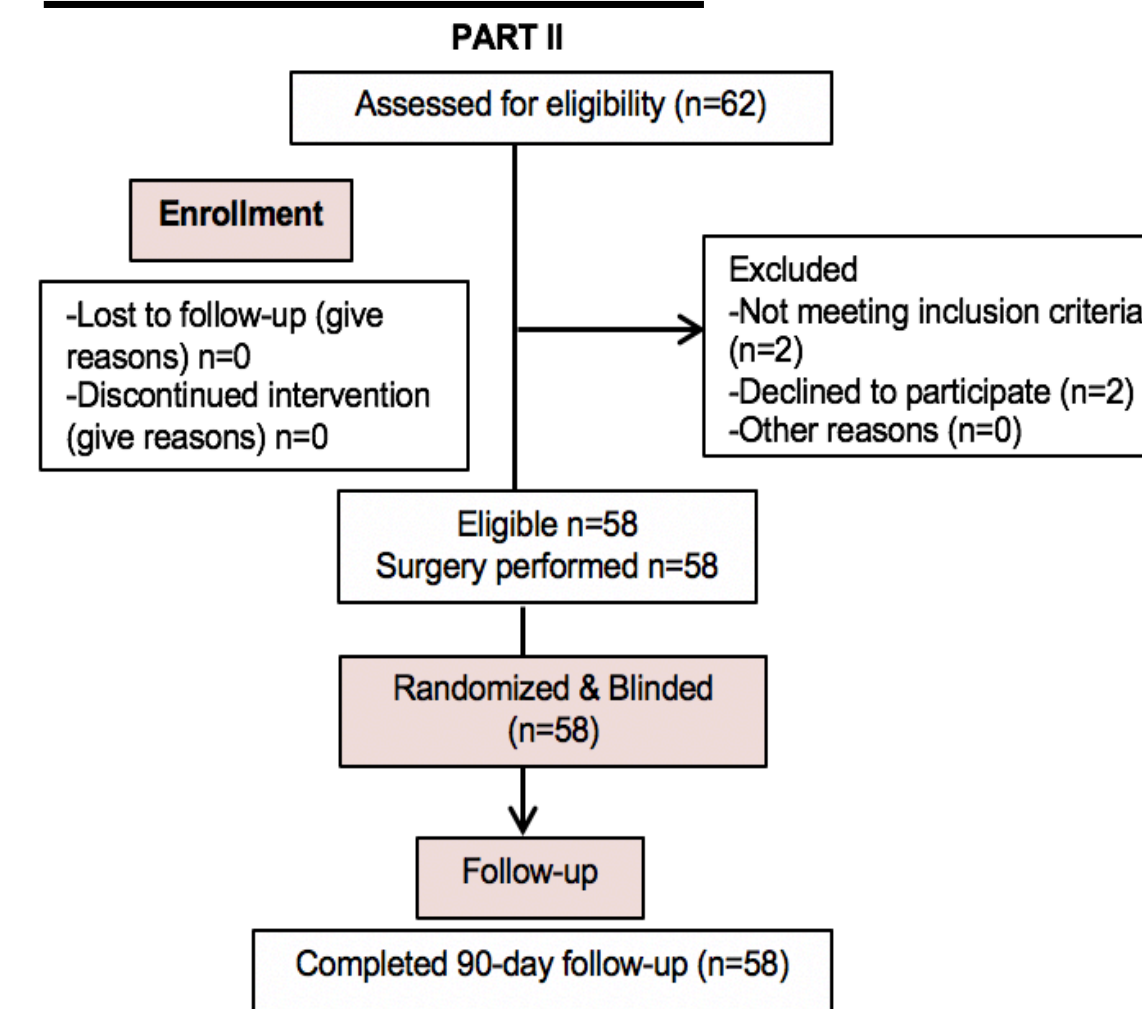 PART II
Assessed for eligibility (n=62)
Enrollment
Excluded
-Not meeting inclusion criteria
(n=2)
-Declined to participate (n=2)
-Other reasons (n=0)
-Lost to follow-up (give
reasons) n=0
-Discontinued intervention
(give reasons) n=0
Eligible n=58
Surgery performed n=58
Randomized & Blinded
(n=58)
Follow-up
Completed 90-day follow-up (n=58)